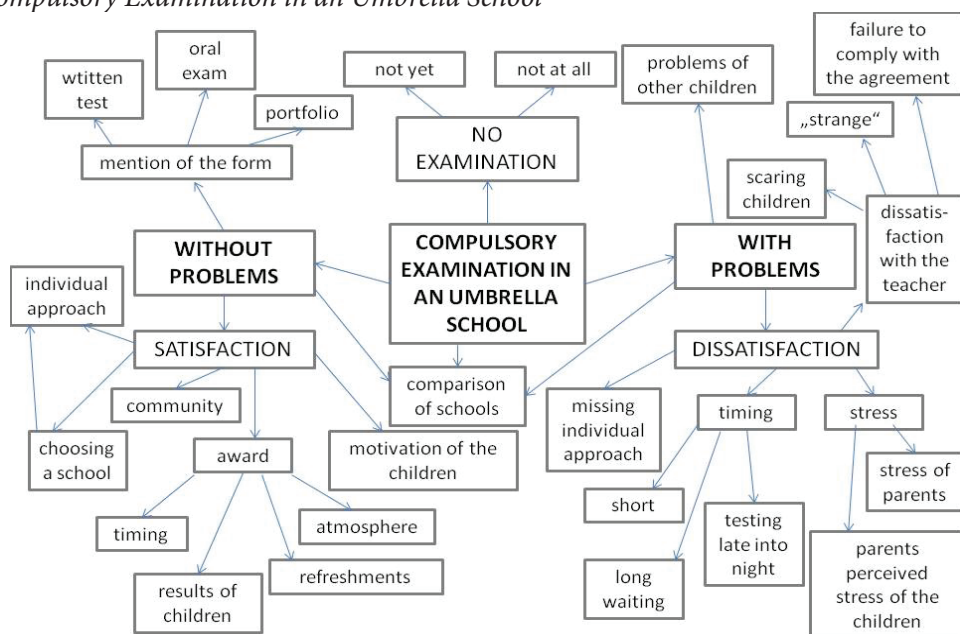 Compulsory Examination in an Umbrella School
wtitten
test
oral
exam
portfolio
mention of the form
not yet
not at all
NO
EXAMINATION
problems of
other children
failure to
comply with
the agreement
„strange“
scaring
children
dissatis-
faction
with the
teacher
WITHOUT
PROBLEMS
COMPULSORY
EXAMINATION IN
AN UMBRELLA
SCHOOL
WITH
PROBLEMS
individual
approach
SATISFACTION
DISSATISFACTION
community
comparison
of schools
choosing
a school
award
motivation of the
children
missing
individual
approach
timing
stress
stress of
parents
short
timing
atmosphere
testing
late into
night
results of
children
refreshments
long
waiting
parents
perceived
stress of the
children